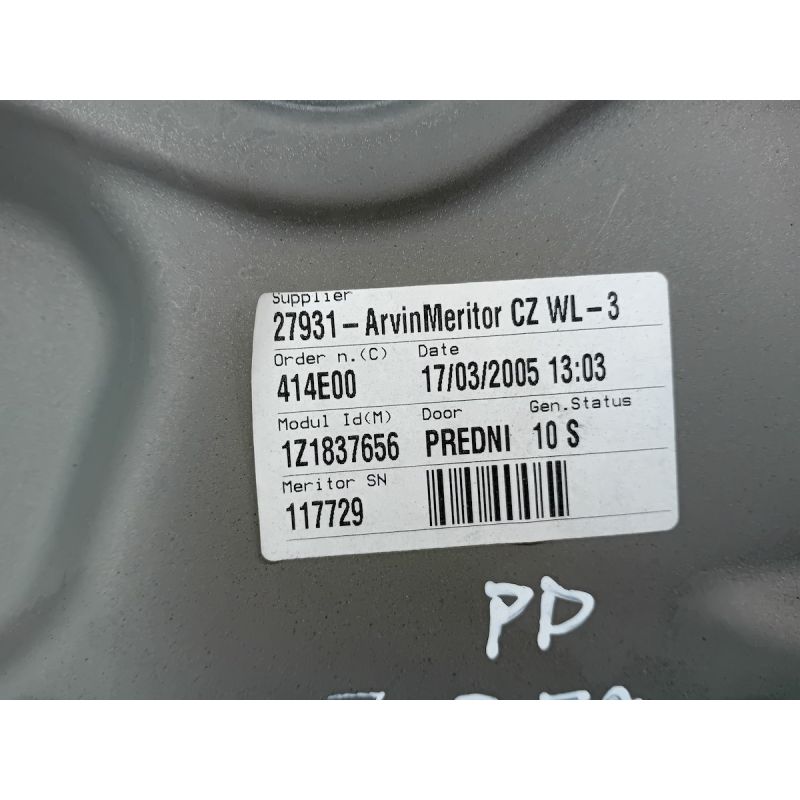 Supplier
27931-ArvinMeritor CZ WL-3
Order n.(C) Date
414E00 17/03/2005 13:03
Modul Id(M) Door Gen.Status
1Z1837656 PREDNI 10 S
Meritor SN
117729
PD